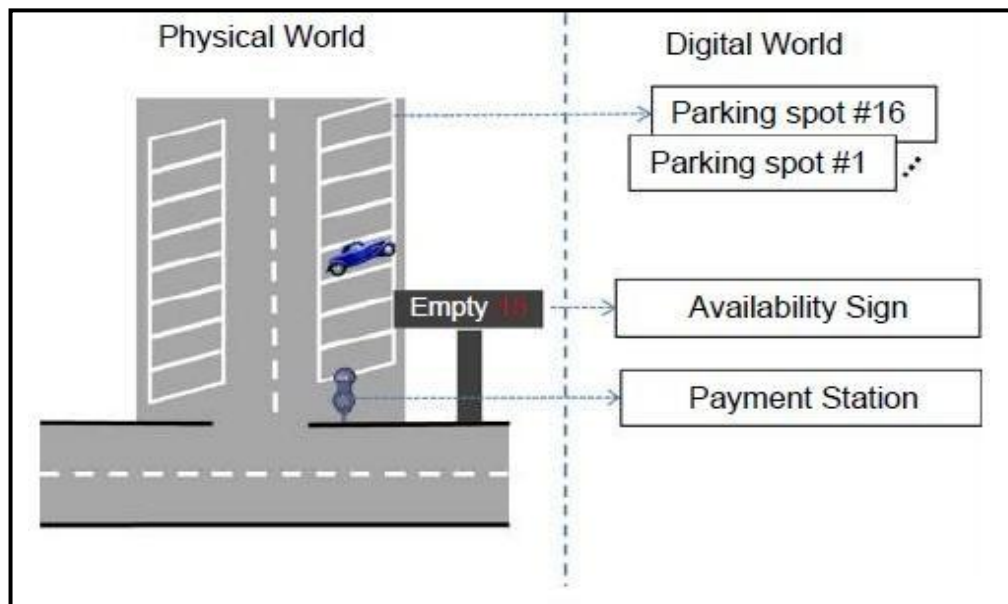 Physical World
Digital World
Parking spot #16
Parking spot #1
Empty
Availability Sign
Payment Station